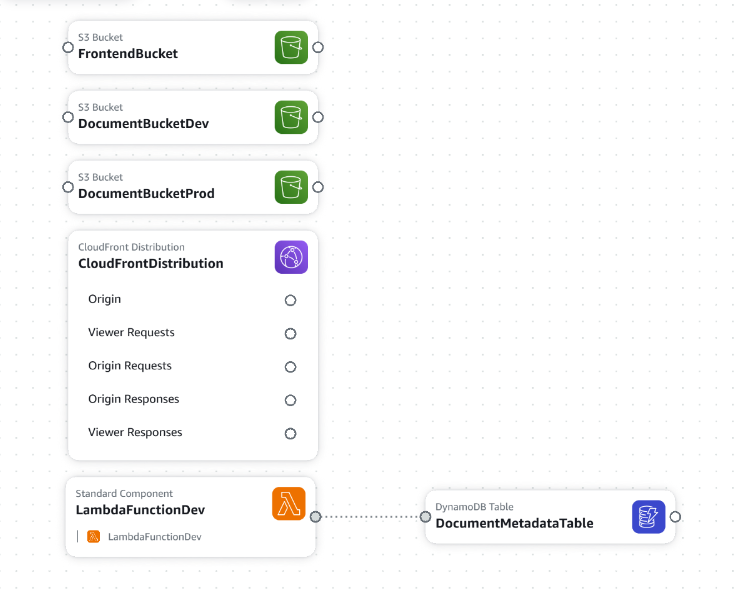 S3 Bucket
FrontendBucket
S3 Bucket
DocumentBucketDev
S3 Bucket
DocumentBucketProd
CloudFront Distribution
CloudFrontDistribution
Origin
Viewer Requests
Origin Requests
Origin Responses
Viewer Responses
Standard Component
LambdaFunctionDev
LambdaFunctionDev
DynamoDB Table
DocumentMetadataTable